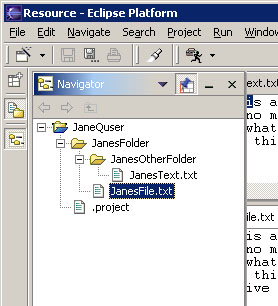 Resource - Eclipse Platform
File Edit Navigate Search Project Run Window
Navigator
ext.txt
JaneQuser
JanesFolder
JanesOtherFolder
JanesText.txt
JanesFile.txt
.project
is a
no m
what
thi
ile.txt
is a
no m
what
thi
ive